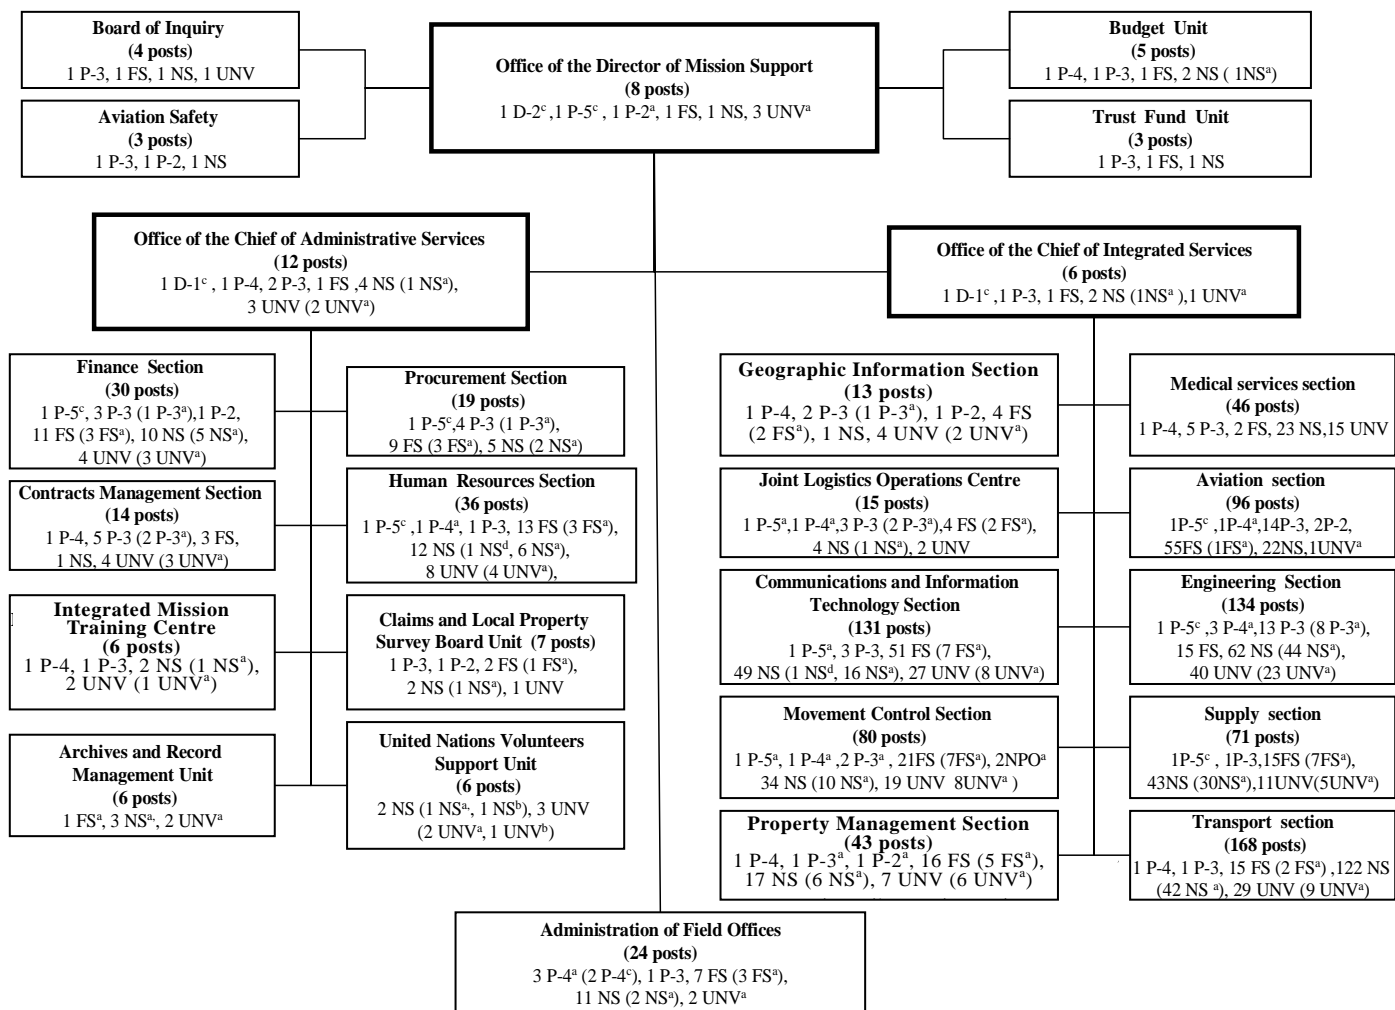 Board of Inquiry
(4 posts)
1 P-3, 1 FS, 1 NS, 1 UNV
Aviation Safety
(3 posts)
1 P-3, 1 P-2, 1 NS
Office of the Director of Mission Support
(8 posts)
1 D-2ᶜ ,1 P-5ᶜ , 1 P-2ᵃ, 1 FS, 1 NS, 3 UNVᵃ
Budget Unit
(5 posts)
1 P-4, 1 P-3, 1 FS, 2 NS ( 1NSᵃ)
Trust Fund Unit
(3 posts)
1 P-3, 1 FS, 1 NS
Office of the Chief of Administrative Services
(12 posts)
1 D-1ᶜ , 1 P-4, 2 P-3, 1 FS ,4 NS (1 NSᵃ),
3 UNV (2 UNVᵃ)
Office of the Chief of Integrated Services
(6 posts)
1 D-1ᶜ ,1 P-3, 1 FS, 2 NS (1NSᵃ ),1 UNVᵃ
Finance Section
(30 posts)
1 P-5ᶜ, 3 P-3 (1 P-3ᵃ),1 P-2,
11 FS (3 FSᵃ), 10 NS (5 NSᵃ),
4 UNV (3 UNVᵃ)
Procurement Section
(19 posts)
1 P-5ᶜ,4 P-3 (1 P-3ᵃ),
9 FS (3 FSᵃ), 5 NS (2 NSᵃ)
Contracts Management Section
(14 posts)
1 P-4, 5 P-3 (2 P-3ᵃ), 3 FS,
1 NS, 4 UNV (3 UNVᵃ)
Human Resources Section
(36 posts)
1 P-5ᶜ ,1 P-4ᵃ, 1 P-3, 13 FS (3 FSᵃ),
12 NS (1 NSᵈ, 6 NSᵃ),
8 UNV (4 UNVᵃ),
Integrated Mission
Training Centre
(6 posts)
1 P-4, 1 P-3, 2 NS (1 NSᵃ),
2 UNV (1 UNVᵃ)
Claims and Local Property
Survey Board Unit (7 posts)
1 P-3, 1 P-2, 2 FS (1 FSᵃ),
2 NS (1 NSᵃ), 1 UNV
Archives and Record
Management Unit
(6 posts)
1 FSᵃ, 3 NSᵃ, 2 UNVᵃ
United Nations Volunteers
Support Unit
(6 posts)
2 NS (1 NSᵃ, 1 NSᵇ), 3 UNV
(2 UNVᵃ, 1 UNVᵇ)
Geographic Information Section
(13 posts)
1 P-4, 2 P-3 (1 P-3ᵃ), 1 P-2, 4 FS
(2 FSᵃ), 1 NS, 4 UNV (2 UNVᵃ)
Medical services section
(46 posts)
1 P-4, 5 P-3, 2 FS, 23 NS,15 UNV
Joint Logistics Operations Centre
(15 posts)
1 P-5ᵃ,1 P-4ᵃ,3 P-3 (2 P-3ᵃ),4 FS (2 FSᵃ),
4 NS (1 NSᵃ), 2 UNV
Aviation section
(96 posts)
1P-5ᶜ ,1P-4ᵃ,14P-3, 2P-2,
55FS (1FSᵃ), 22NS,1UNVᵃ
Communications and Information
Technology Section
(131 posts)
1 P-5ᵃ, 3 P-3, 51 FS (7 FSᵃ),
49 NS (1 NSᵈ, 16 NSᵃ), 27 UNV (8 UNVᵃ)
Engineering Section
(134 posts)
1 P-5ᶜ ,3 P-4ᵃ,13 P-3 (8 P-3ᵃ),
15 FS, 62 NS (44 NSᵃ),
40 UNV (23 UNVᵃ)
Movement Control Section
(80 posts)
1 P-5ᵃ, 1 P-4ᵃ ,2 P-3ᵃ , 21FS (7FSᵃ), 2NPOᵃ
34 NS (10 NSᵃ), 19 UNV 8UNVᵃ )
Supply section
(71 posts)
1P-5ᶜ , 1P-3,15FS (7FSᵃ),
43NS (30NSᵃ),11UNV(5UNVᵃ)
Property Management Section
(43 posts)
1 P-4, 1 P-3ᵃ, 1 P-2ᵃ, 16 FS (5 FSᵃ),
17 NS (6 NSᵃ), 7 UNV (6 UNVᵃ)
Transport section
(168 posts)
1 P-4, 1 P-3, 15 FS (2 FSᵃ) ,122 NS
(42 NS ᵃ), 29 UNV (9 UNVᵃ)
Administration of Field Offices
(24 posts)
3 P-4ᵃ (2 P-4ᶜ), 1 P-3, 7 FS (3 FSᵃ),
11 NS (2 NSᵃ), 2 UNVᵃ